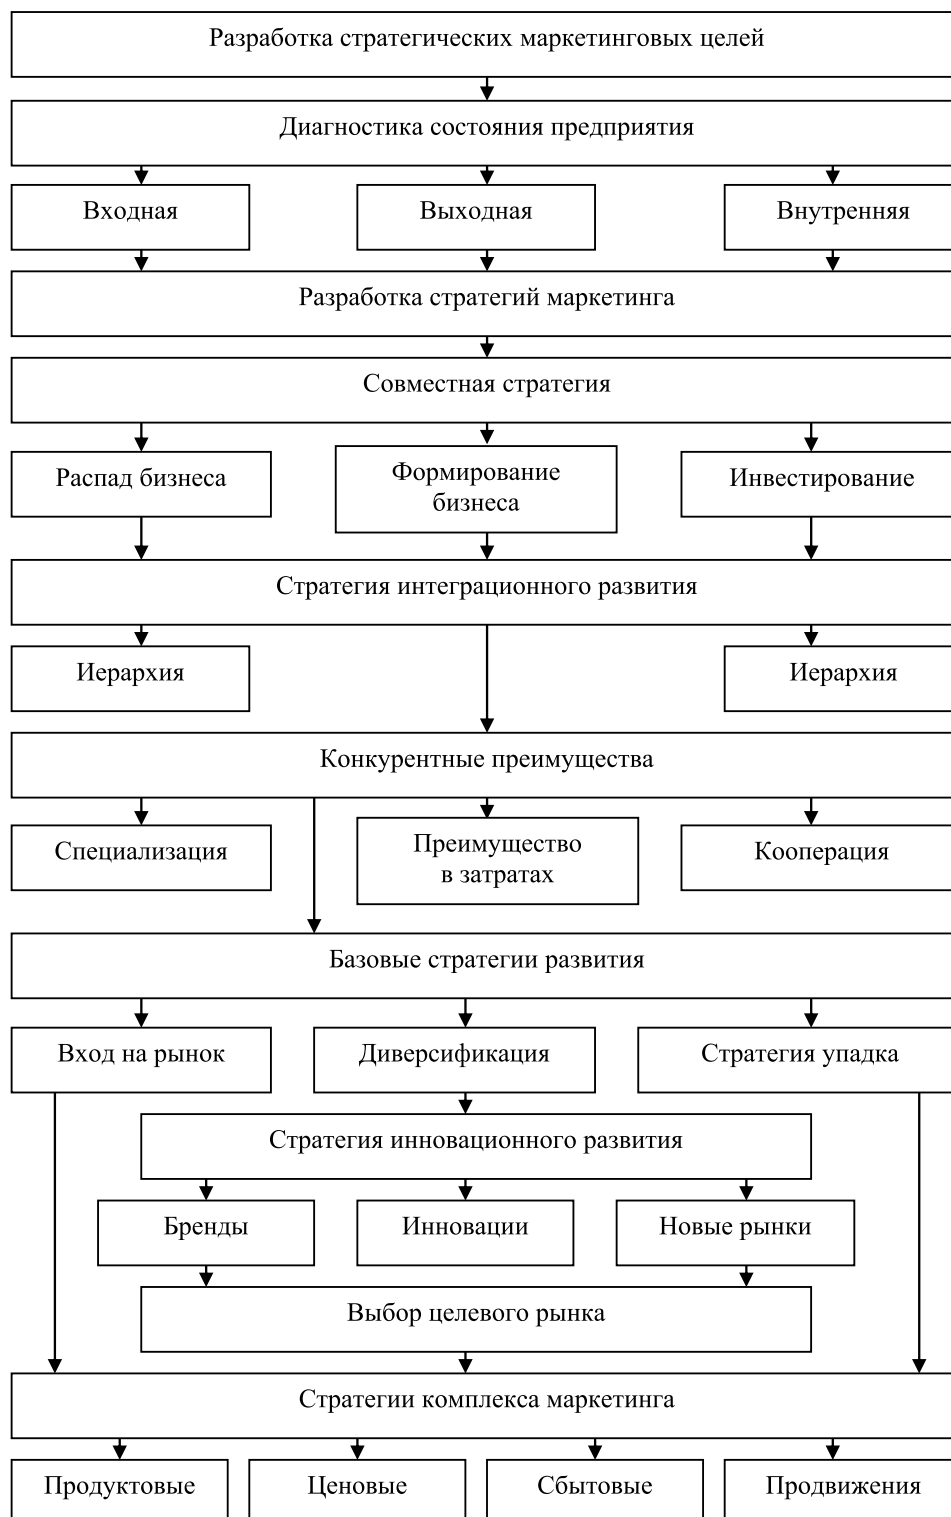 Разработка стратегических маркетинговых целей
Диагностика состояния предприятия
Входная
Выходная
Внутренняя
Разработка стратегий маркетинга
Совместная стратегия
Распад бизнеса
Формирование
бизнеса
Инвестирование
Стратегия интеграционного развития
Иерархия
Иерархия
Конкурентные преимущества
Специализация
Преимущество
в затратах
Кооперация
Базовые стратегии развития
Вход на рынок
Диверсификация
Стратегия упадка
Стратегия инновационного развития
Бренды
Инновации
Новые рынки
Выбор целевого рынка
Стратегии комплекса маркетинга
Продуктовые
Ценовые
Сбытовые
Продвижения